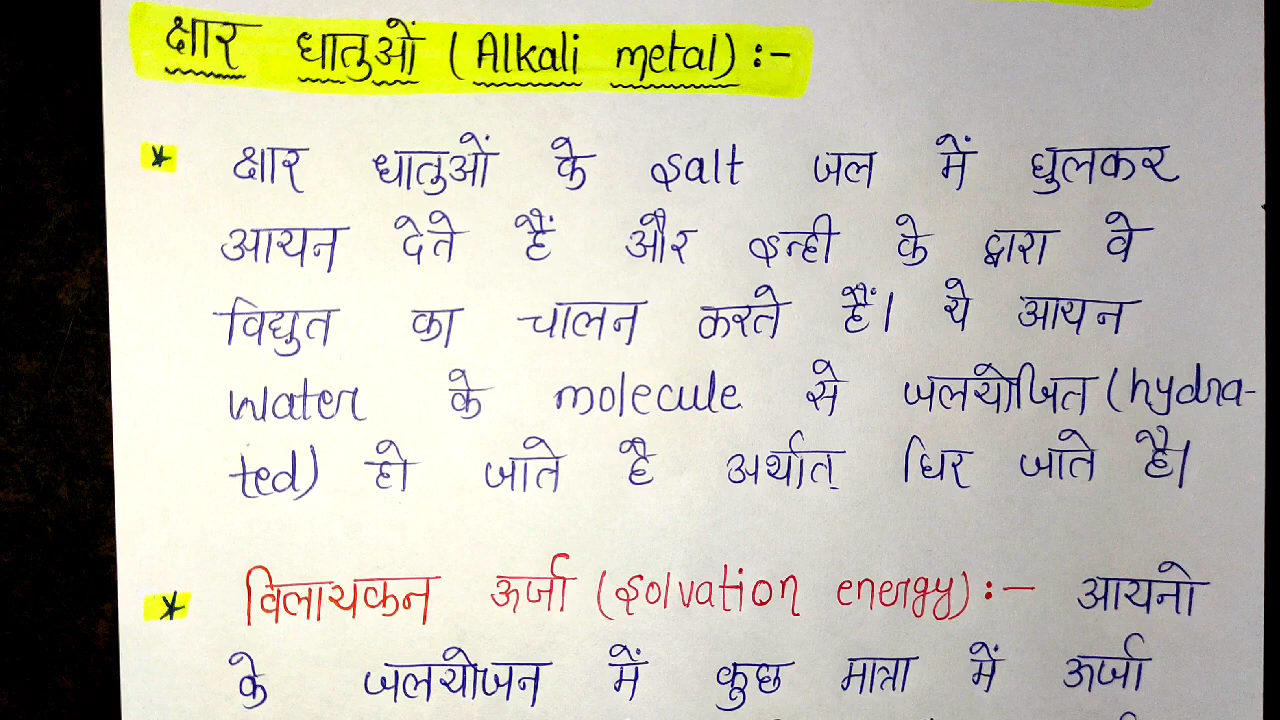 क्षार धातुओं (Alkali metal) :-
* क्षार धातुओं के salt जल में घुलकर
आयन देते हैं और इन्ही के द्वारा वे
विद्युत का चालन करते हैं। ये आयन
water के molecule से जलयोजित (hydra-
ted) हो जाते है अर्थात् घिर जाते है।
* विलायकन ऊर्जा (solvation energy) :- आयनो
के जलयोजन में कुछ मात्रा में ऊर्जा